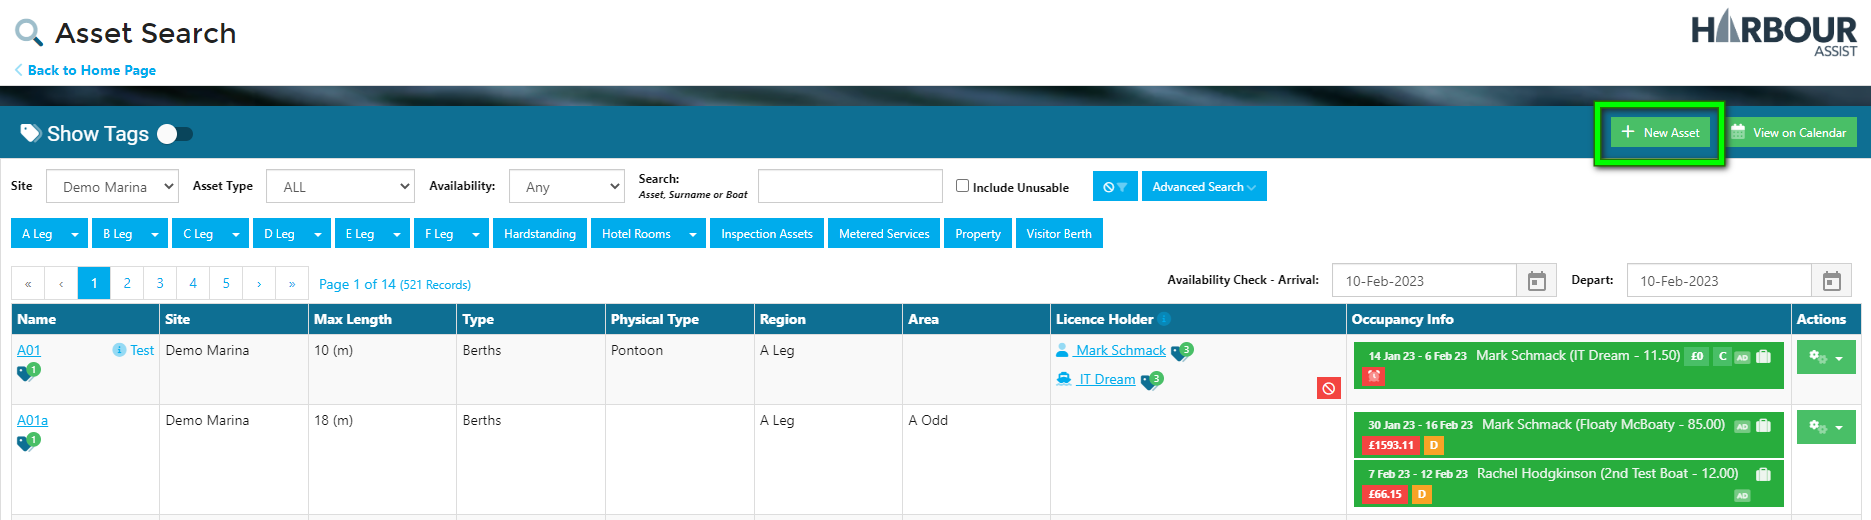 Asset Search
HARBOUR
ASSIST
Back to Home Page
Show Tags
New Asset
View on Calendar
Site
Demo Marina
Asset Type
ALL
Availability:
Any
Search:
Asset, Surname or Boat
Include Unusable
Advanced Search
A Leg
B Leg
C Leg
D Leg
E Leg
F Leg
Hardstanding
Hotel Rooms
Inspection Assets
Metered Services
Property
Visitor Berth
« ‹ 1 2 3 4 5 › » Page 1 of 14 (521 Records)
Availability Check - Arrival: 10-Feb-2023 Depart: 10-Feb-2023
Name Site Max Length Type Physical Type Region Area Licence Holder Occupancy Info Actions
A01 Test Demo Marina 10 (m) Berths Pontoon A Leg Mark Schmack 3 14 Jan 23 - 6 Feb 23 Mark Schmack (IT Dream - 11.50) £0 C AD
1 IT Dream 3
A01a Demo Marina 18 (m) Berths A Leg A Odd 30 Jan 23 - 16 Feb 23 Mark Schmack (Floaty McBoaty - 85.00) AD
1 £1593.11 D
7 Feb 23 - 12 Feb 23 Rachel Hodgkinson (2nd Test Boat - 12.00)
£66.15 D AD